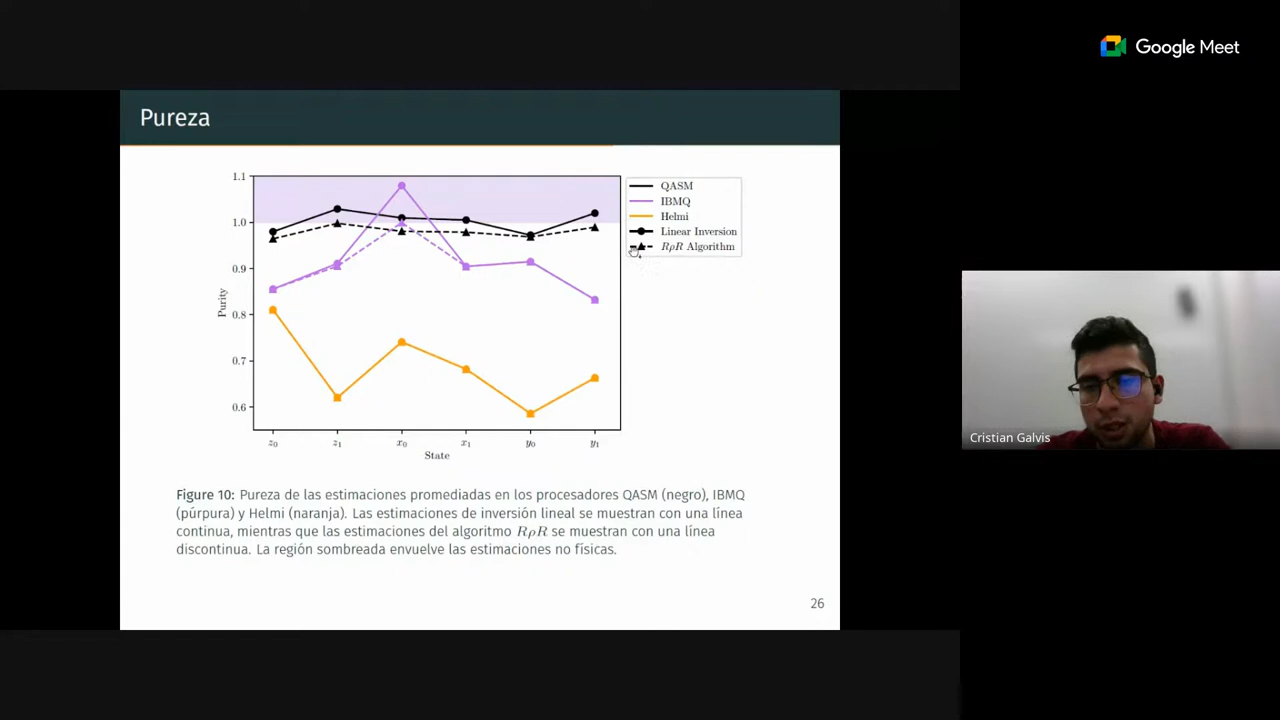 Google Meet
Pureza
1.1
1.0
0.9
0.8
0.7
0.6
Purity
z0
z1
x0
x1
y0
y1
State
QASM
IBMQ
Helmi
Linear Inversion
RρR Algorithm
Figure 10: Pureza de las estimaciones promediadas en los procesadores QASM (negro), IBMQ
(púrpura) y Helmi (naranja). Las estimaciones de inversión lineal se muestran con una línea
continua, mientras que las estimaciones del algoritmo RρR se muestran con una línea
discontinua. La región sombreada envuelve las estimaciones no físicas.
26
Cristian Galvis